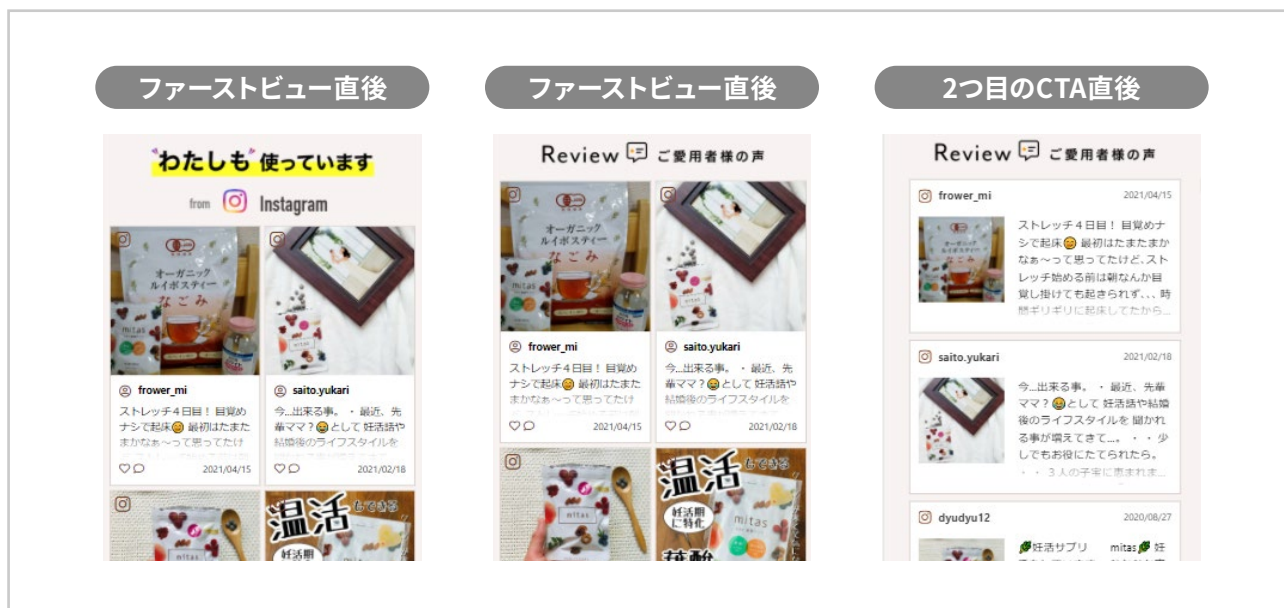 ファーストビュー直後
わたしも 使っています
from Instagram
オーガニック
ルイボスティー
なごみ
mitas
frower_mi
ストレッチ4日目! 目覚め
ナシで起床😊 最初はたまた
まかなぁ〜って思ってたけ
2021/04/15
saito.yukari
今...出来る事。 ・ 最近、先
輩ママ?😅として 妊活話や
結婚後のライフスタイルを
2021/02/18
mitas
温活
もできる
妊活期
ファーストビュー直後
Review ご愛用者様の声
オーガニック
ルイボスティー
なごみ
mitas
frower_mi
ストレッチ4日目! 目覚め
ナシで起床😊 最初はたまた
まかなぁ〜って思ってたけ
2021/04/15
saito.yukari
今...出来る事。 ・ 最近、先
輩ママ?😅として 妊活話や
結婚後のライフスタイルを
2021/02/18
mitas
温活
もできる
妊活期
に特化
mitas
葉酸
2つ目のCTA直後
Review ご愛用者様の声
frower_mi 2021/04/15
ストレッチ4日目! 目覚めナ
シで起床😊 最初はたまたまか
なぁ〜って思ってたけど、スト
レッチ始める前は朝なんか目
覚し掛けても起きられず、、、時
間ギリギリに起床してたから...
saito.yukari 2021/02/18
今...出来る事。 ・ 最近、先輩
ママ?😅として 妊活話や結婚
後のライフスタイルを 聞かれ
る事が増えてきて...。 ・ ・ 少
しでもお役にたてられたら。
・ ・ 3人の子宝に恵まれま...
dyudyu12 2020/08/27
🌿妊活サプリ mitas🌿 妊